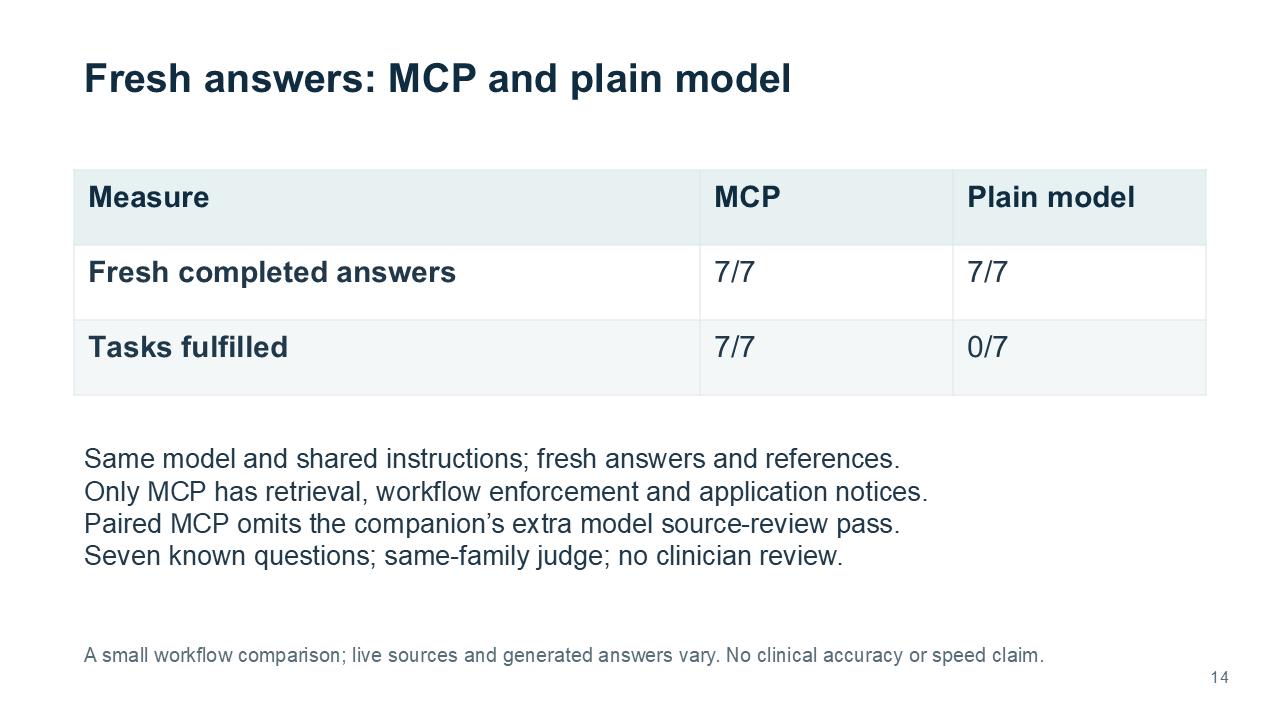 Fresh answers: MCP and plain model
Measure MCP Plain model
Fresh completed answers 7/7 7/7
Tasks fulfilled 7/7 0/7
Same model and shared instructions; fresh answers and references.
Only MCP has retrieval, workflow enforcement and application notices.
Paired MCP omits the companion’s extra model source-review pass.
Seven known questions; same-family judge; no clinician review.
A small workflow comparison; live sources and generated answers vary. No clinical accuracy or speed claim.
14